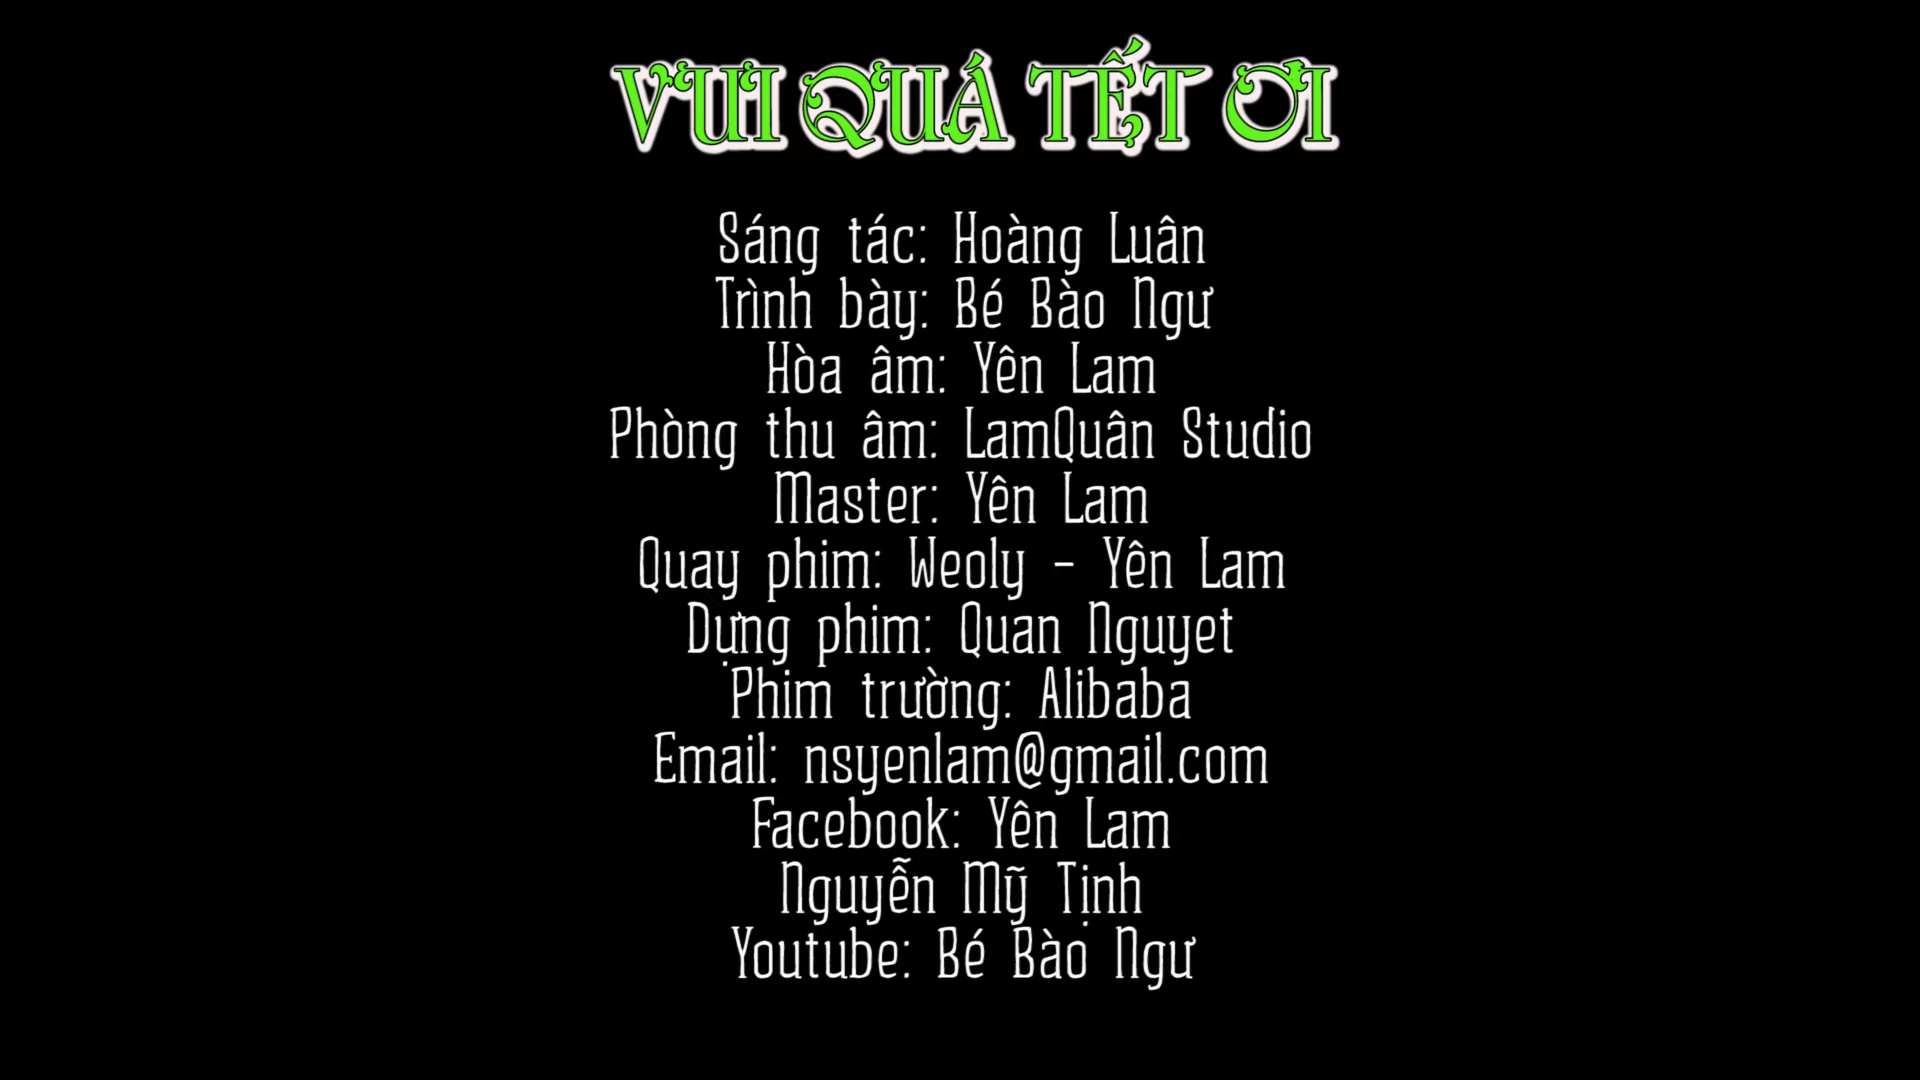 VUI QUÁ TẾT ƠI
Sáng tác: Hoàng Luân
Trình bày: Bé Bào Ngư
Hòa âm: Yên Lam
Phòng thu âm: LamQuân Studio
Master: Yên Lam
Quay phim: Weoly - Yên Lam
Dựng phim: Quan Nguyet
Phim trường: Alibaba
Email: nsyenlam@gmail.com
Facebook: Yên Lam
Nguyễn Mỹ Tịnh
Youtube: Bé Bào Ngư